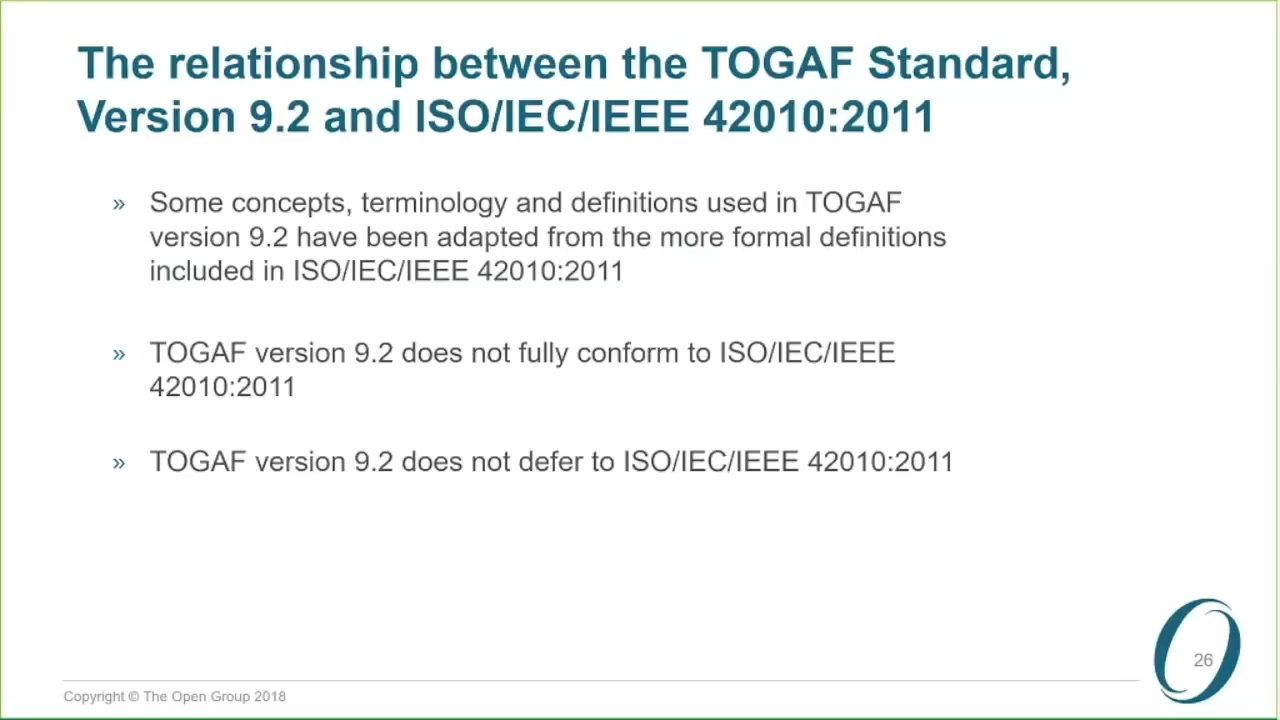 The relationship between the TOGAF Standard,
Version 9.2 and ISO/IEC/IEEE 42010:2011
» Some concepts, terminology and definitions used in TOGAF
version 9.2 have been adapted from the more formal definitions
included in ISO/IEC/IEEE 42010:2011
» TOGAF version 9.2 does not fully conform to ISO/IEC/IEEE
42010:2011
» TOGAF version 9.2 does not defer to ISO/IEC/IEEE 42010:2011
26
Copyright © The Open Group 2018